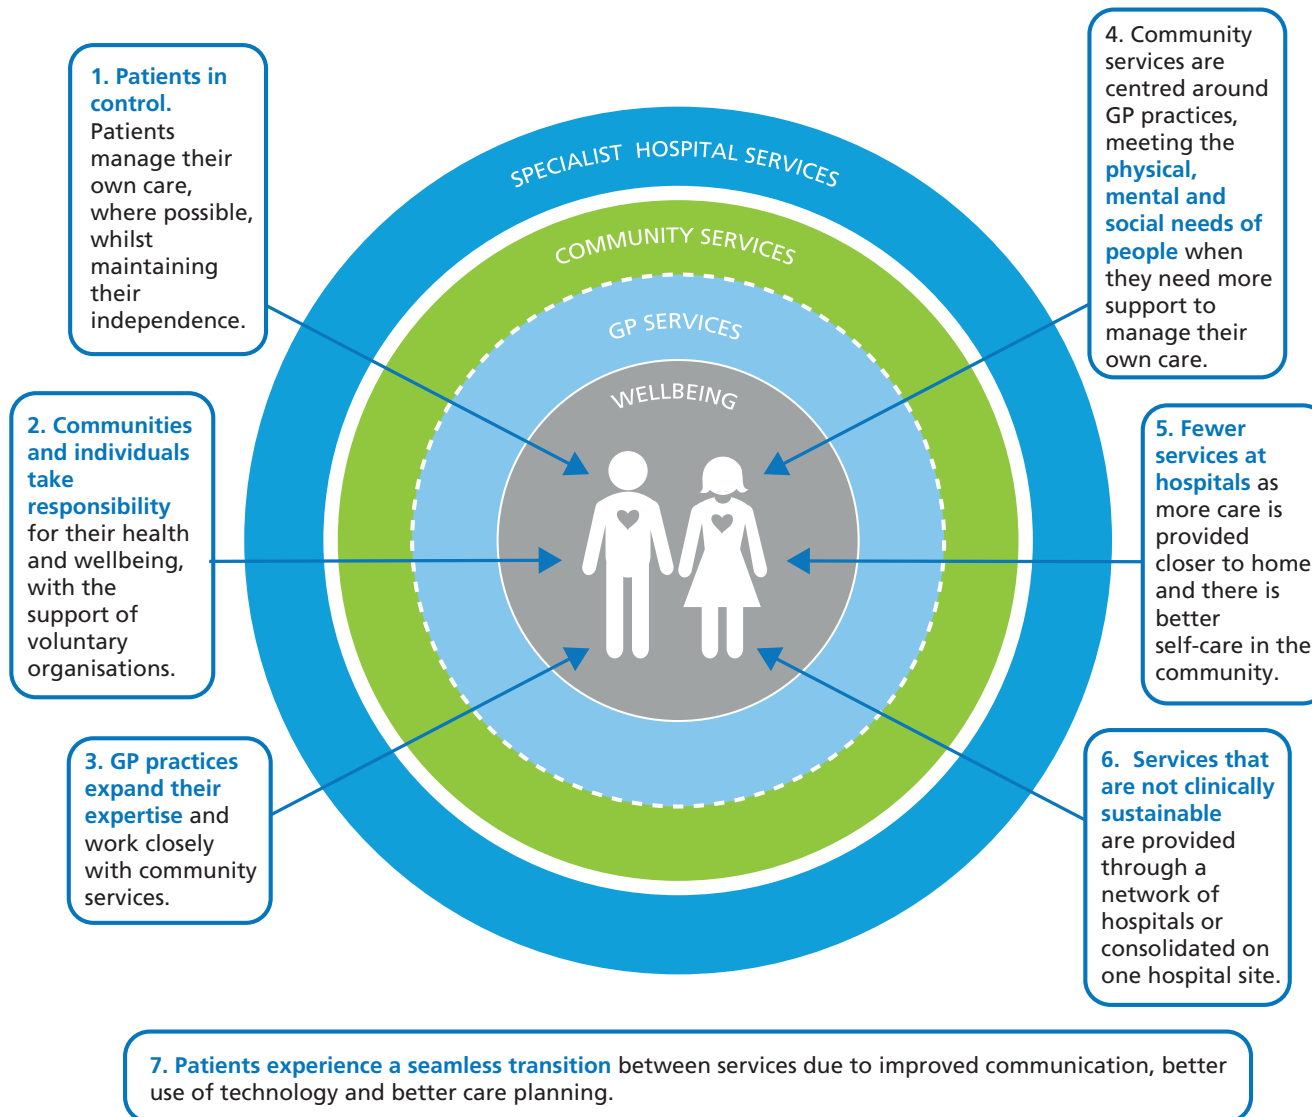 1. Patients in
control.
Patients
manage their
own care,
where possible,
whilst
maintaining
their
independence.
2. Communities
and individuals
take
responsibility
for their health
and wellbeing,
with the
support of
voluntary
organisations.
3. GP practices
expand their
expertise and
work closely
with community
services.
SPECIALIST HOSPITAL SERVICES
COMMUNITY SERVICES
GP SERVICES
WELLBEING
4. Community
services are
centred around
GP practices,
meeting the
physical,
mental and
social needs of
people when
they need more
support to
manage their
own care.
5. Fewer
services at
hospitals as
more care is
provided
closer to home
and there is
better
self-care in the
community.
6. Services that
are not clinically
sustainable
are provided
through a
network of
hospitals or
consolidated on
one hospital site.
7. Patients experience a seamless transition between services due to improved communication, better
use of technology and better care planning.